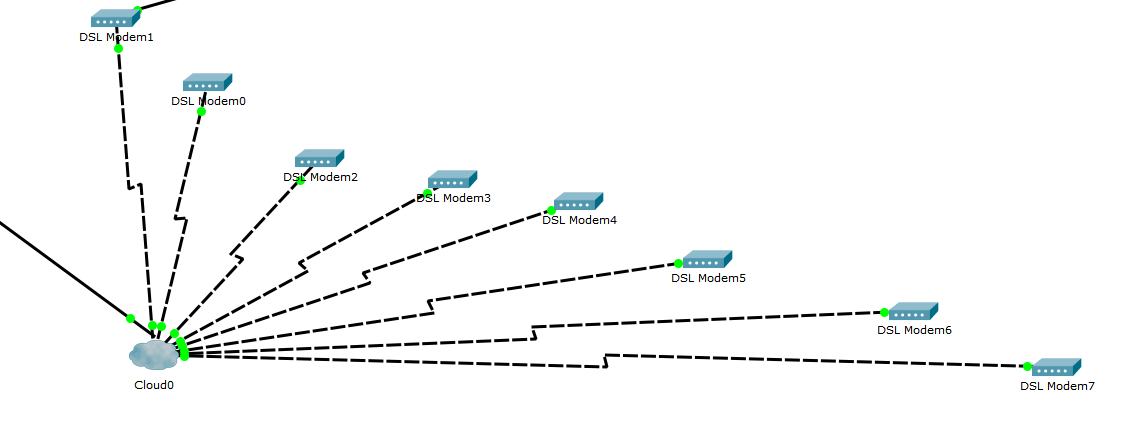 DSL Modem1
DSL Modem0
DSL Modem2
DSL Modem3
DSL Modem4
DSL Modem5
DSL Modem6
DSL Modem7
Cloud0